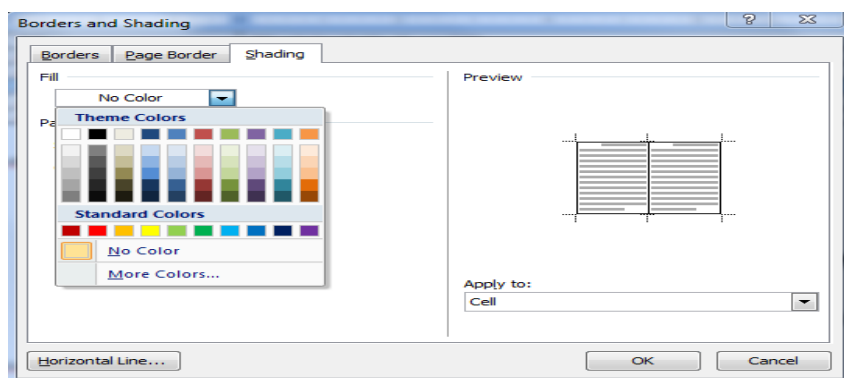 Borders and Shading
Borders Page Border Shading
Fill
No Color
Pa
Theme Colors
Standard Colors
No Color
More Colors...
Preview
Apply to:
Cell
Horizontal Line...
OK Cancel